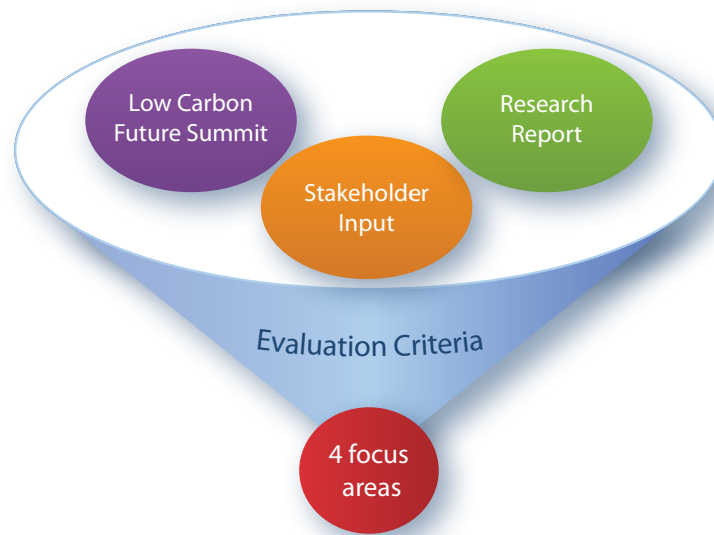 Low Carbon
Future Summit
Research
Report
Stakeholder
Input
Evaluation Criteria
4 focus
areas